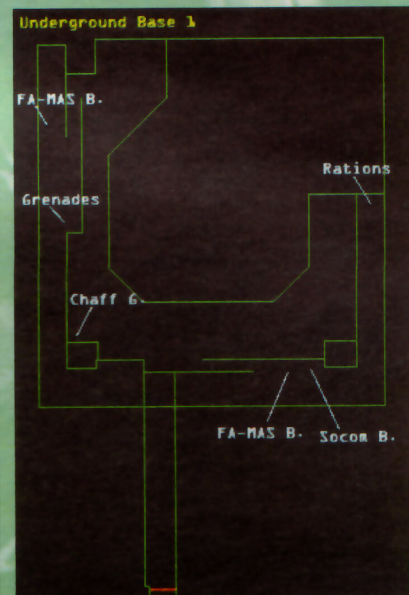 Underground Base 1
FA-MAS B.
Rations
Grenades
Chaff G.
FA-MAS B.
Socom B.